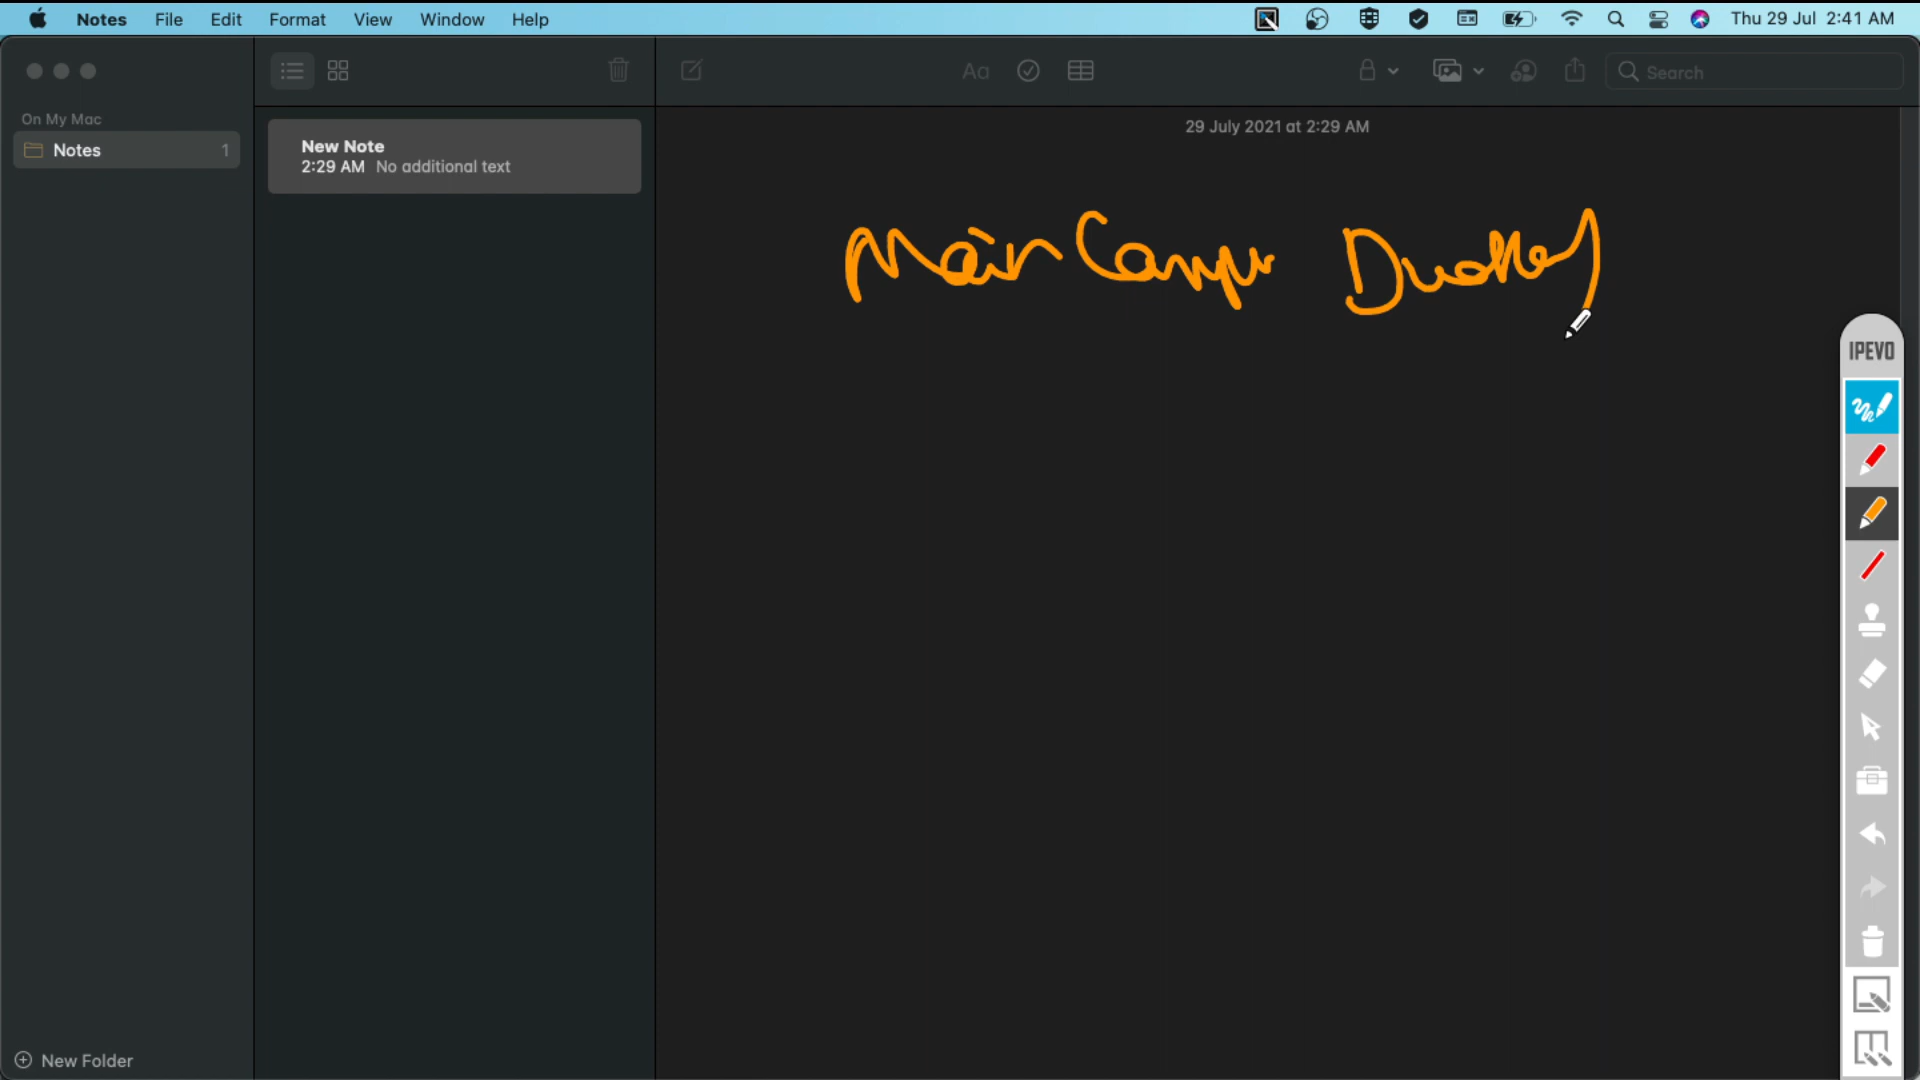 Notes File Edit Format View Window Help Thu 29 Jul 2:41 AM
Aa Search
On My Mac
Notes 1
New Note
2:29 AM No additional text
29 July 2021 at 2:29 AM
Main
IPEVO
New Folder